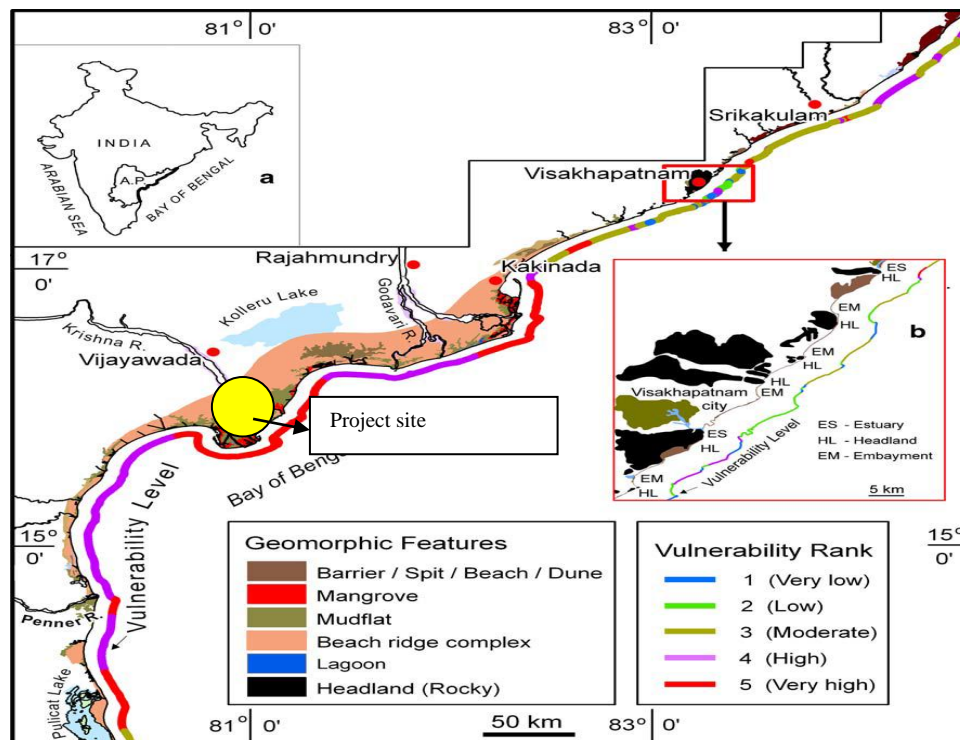 81° 0'
83° 0'
INDIA
A.P.
ARABIAN SEA
BAY OF BENGAL
a
Srikakulam
Visakhapatnam
17°
0'
Rajahmundry
Kakinada
Kolleru Lake
Godavari R.
Krishna R.
Vijayawada
Project site
Bay of Beng
Vulnerability Level
15°
0'
15°
0'
Penner R.
Pulicat Lake
b
ES
HL
EM
HL
EM
HL
HL
EM
Visakhapatnam
city
ES
HL
EM
HL
Vulnerability Level
ES - Estuary
HL - Headland
EM - Embayment
5 km
Geomorphic Features
Barrier / Spit / Beach / Dune
Mangrove
Mudflat
Beach ridge complex
Lagoon
Headland (Rocky)
Vulnerability Rank
1 (Very low)
2 (Low)
3 (Moderate)
4 (High)
5 (Very high)
81° 0'
50 km
83° 0'